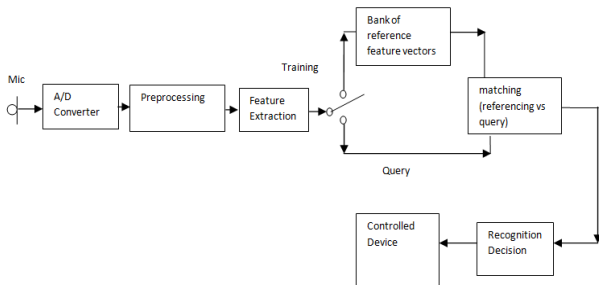 Mic
A/D
Converter
Preprocessing
Feature
Extraction
Training
Bank of
reference
feature vectors
matching
(referencing vs
query)
Query
Controlled
Device
Recognition
Decision